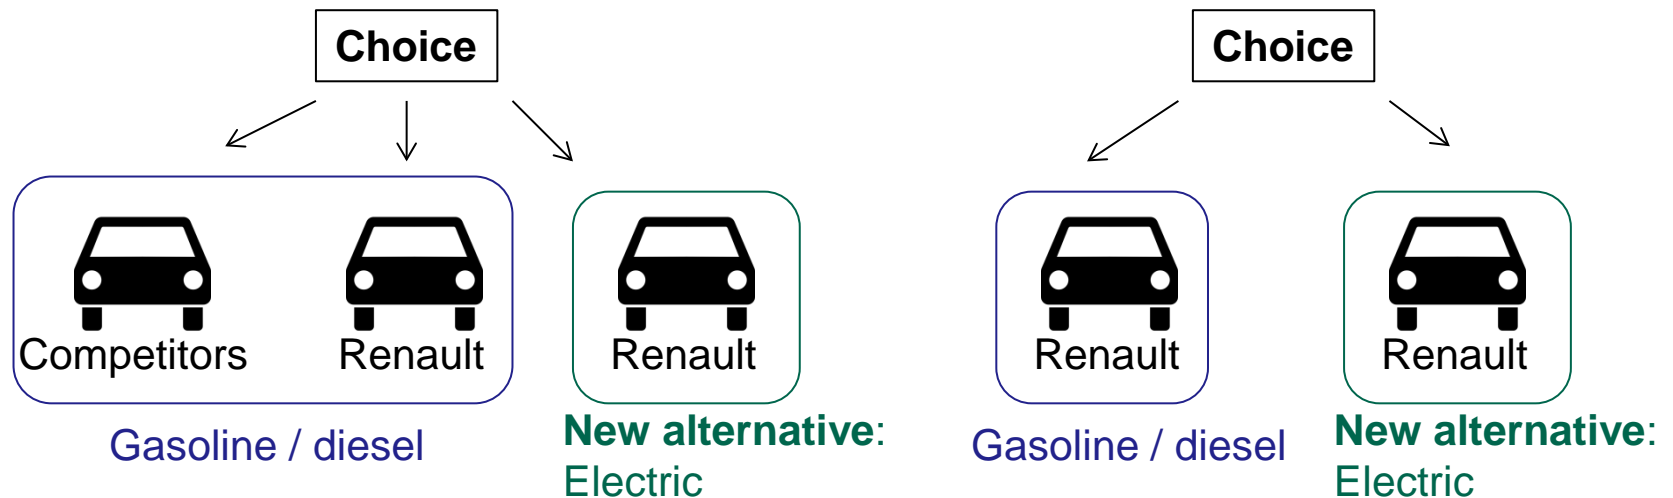 Choice
Competitors
Renault
Renault
Gasoline / diesel
New alternative:
Electric
Choice
Renault
Renault
Gasoline / diesel
New alternative:
Electric